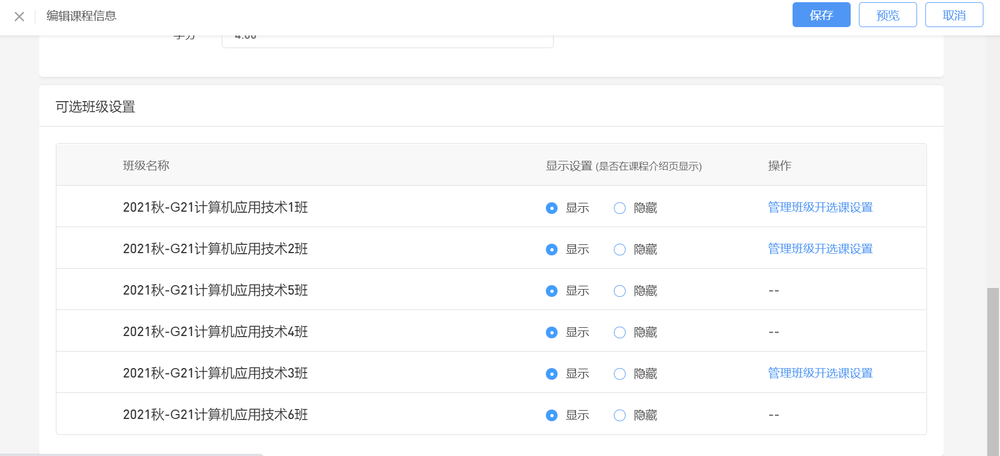 编辑课程信息
保存 预览 取消
学分 4.00
可选班级设置
班级名称 显示设置 (是否在课程介绍页显示) 操作
2021秋-G21计算机应用技术1班 显示 隐藏 管理班级开选课设置
2021秋-G21计算机应用技术2班 显示 隐藏 管理班级开选课设置
2021秋-G21计算机应用技术5班 显示 隐藏 --
2021秋-G21计算机应用技术4班 显示 隐藏 --
2021秋-G21计算机应用技术3班 显示 隐藏 管理班级开选课设置
2021秋-G21计算机应用技术6班 显示 隐藏 --